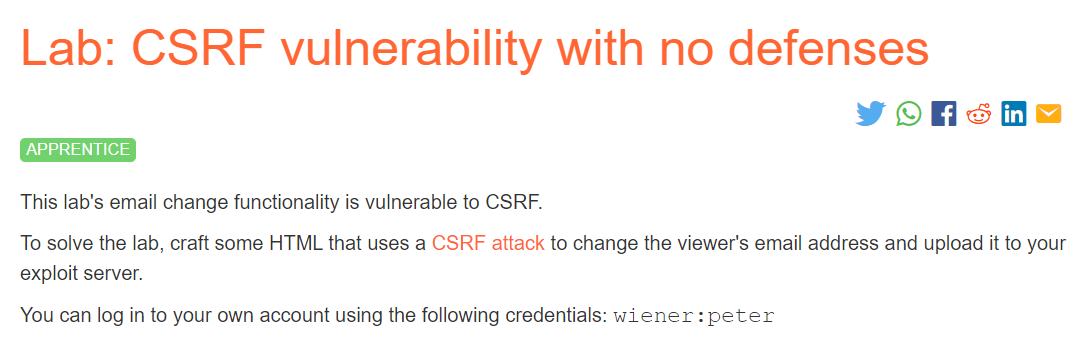 Lab: CSRF vulnerability with no defenses
APPRENTICE
This lab's email change functionality is vulnerable to CSRF.
To solve the lab, craft some HTML that uses a CSRF attack to change the viewer's email address and upload it to your
exploit server.
You can log in to your own account using the following credentials: wiener:peter